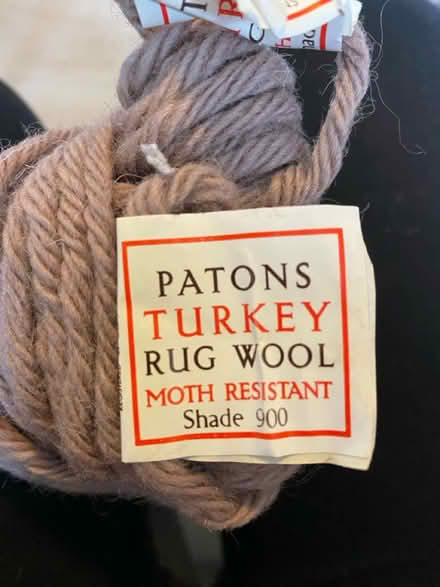 PATONS
TURKEY
RUG WOOL
MOTH RESISTANT
Shade 900